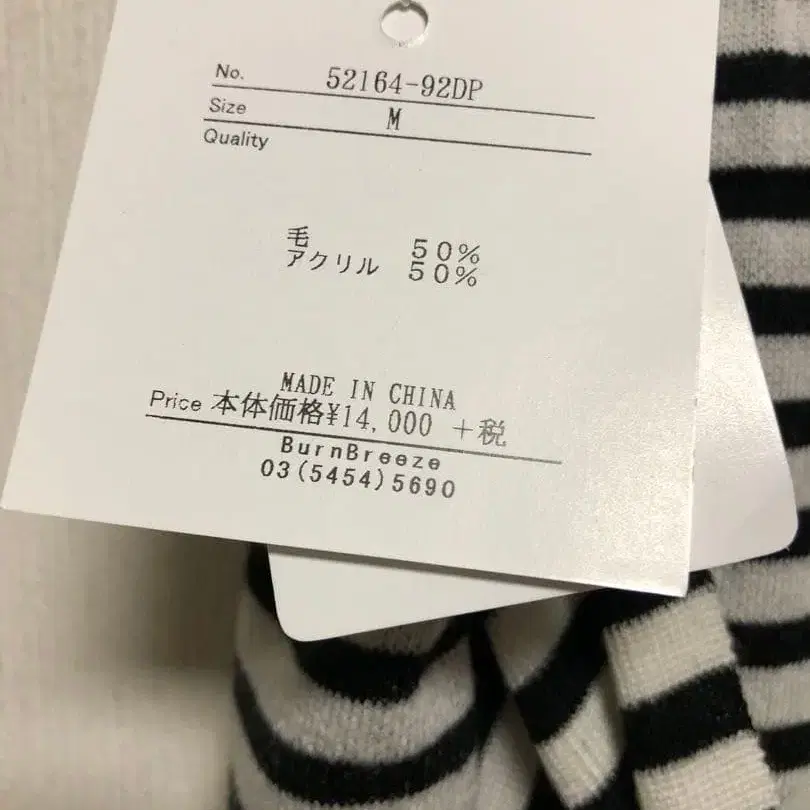 No. 52164-92DP
Size M
Quality
毛 50%
アクリル 50%
MADE IN CHINA
Price 本体価格¥14,000 +税
BurnBreeze
03(5454)5690